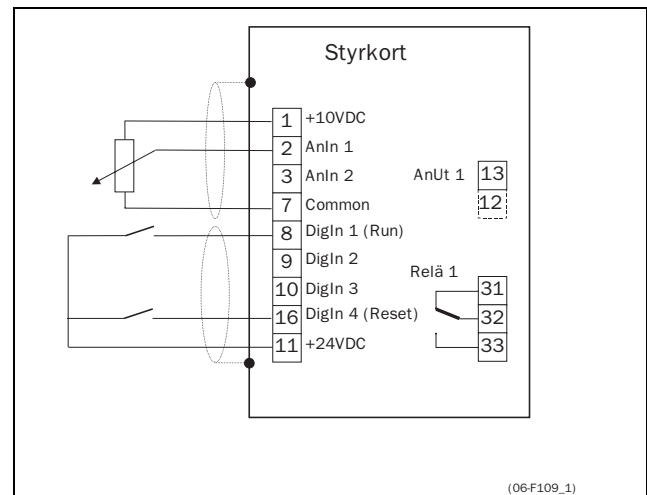 Styrkort
1 +10VDC
2 AnIn 1
3 AnIn 2
7 Common
8 DigIn 1 (Run)
9 DigIn 2
10 DigIn 3
16 DigIn 4 (Reset)
11 +24VDC
AnUt 1 13
12
Relä 1
31
32
33
(06-F109_1)